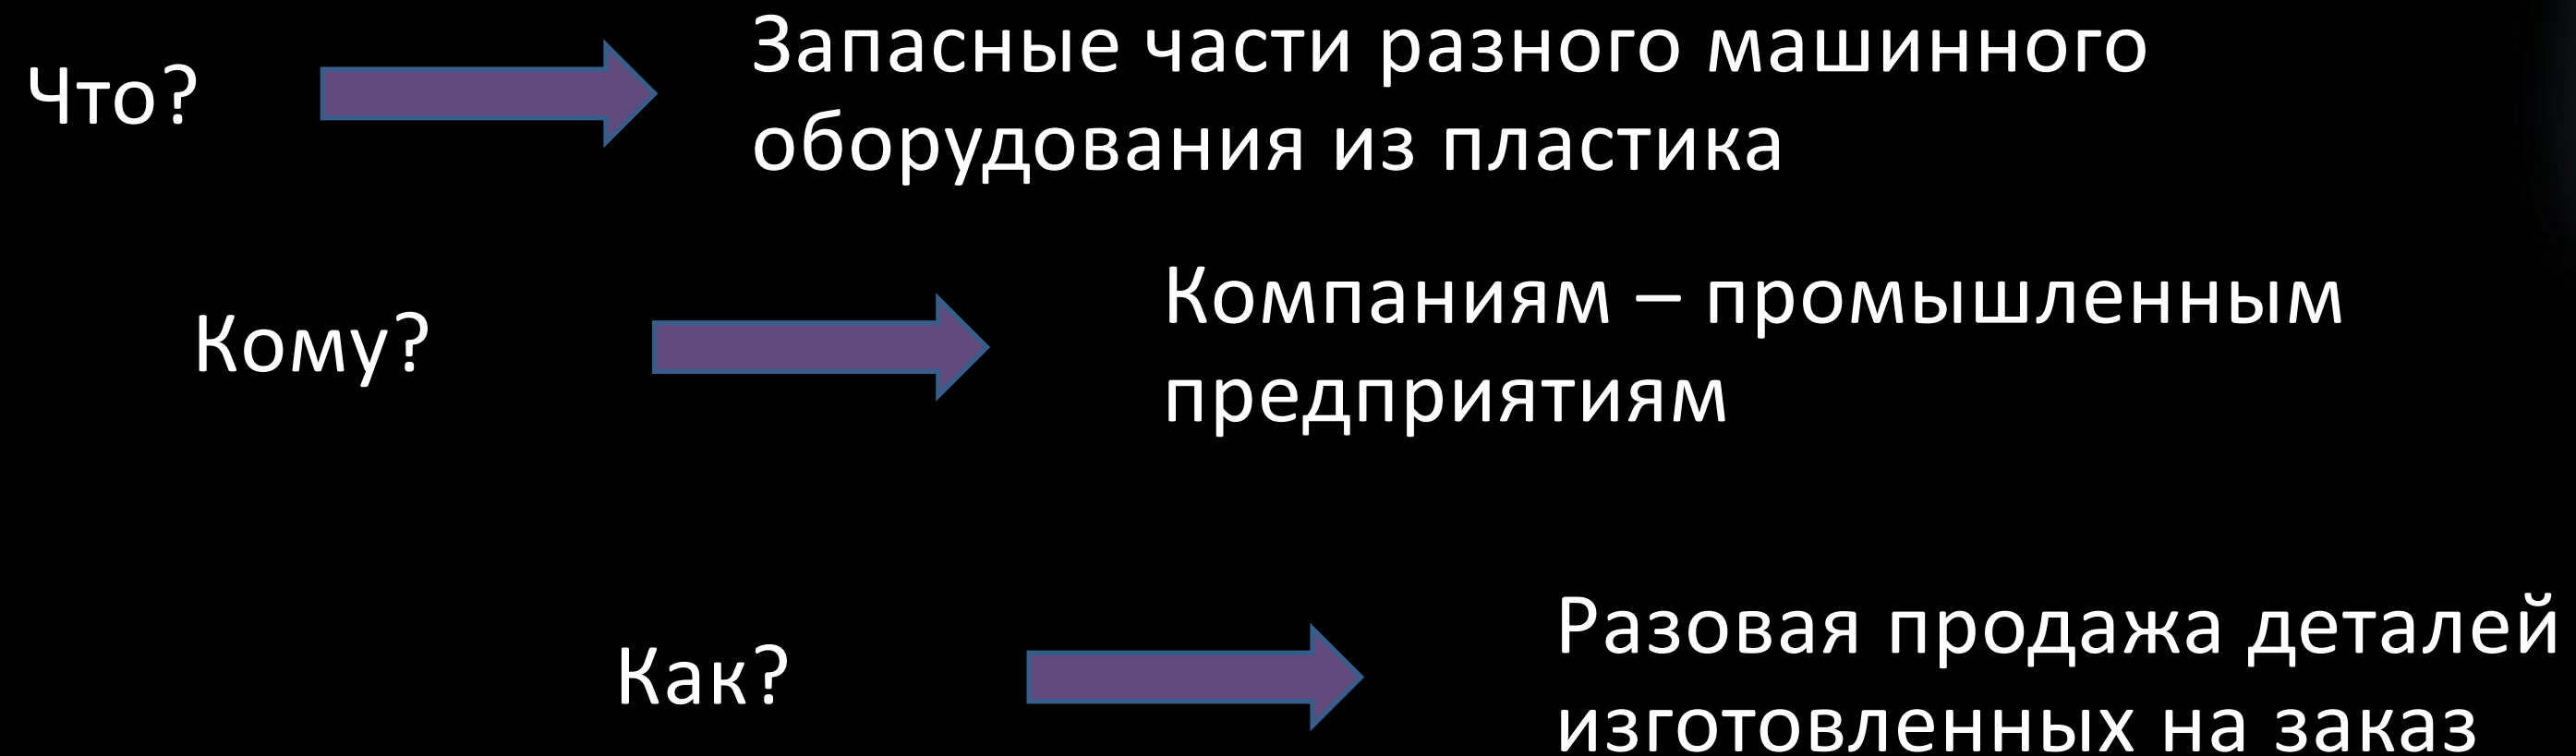 Что?
Запасные части разного машинного
оборудования из пластика
Кому?
Компаниям – промышленным
предприятиям
Как?
Разовая продажа деталей
изготовленных на заказ